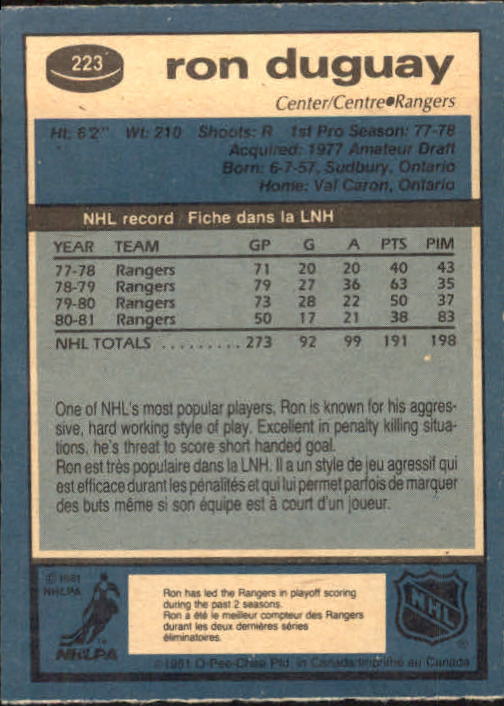 223
ron duguay
Center/Centre●Rangers
Ht: 6'2" Wt: 210 Shoots: R 1st Pro Season: 77-78
Acquired: 1977 Amateur Draft
Born: 6-7-57, Sudbury, Ontario
Home: Val Caron, Ontario
NHL record / Fiche dans la LNH
YEAR TEAM GP G A PTS PIM
77-78 Rangers 71 20 20 40 43
78-79 Rangers 79 27 36 63 35
79-80 Rangers 73 28 22 50 37
80-81 Rangers 50 17 21 38 83
NHL TOTALS ......... 273 92 99 191 198
One of NHL's most popular players, Ron is known for his aggres-
sive, hard working style of play. Excellent in penalty killing situa-
tions, he's threat to score short handed goal.
Ron est très populaire dans la LNH. Il a un style de jeu agressif qui
est efficace durant les pénalités et qui lui permet parfois de marquer
des buts même si son équipe est à court d'un joueur.
© 1981
NHLPA
NHLPA
Ron has led the Rangers in playoff scoring
during the past 2 seasons.
Ron a été le meilleur compteur des Rangers
durant les deux dernières séries
éliminatoires.
NHL
© 1981 O-Pee-Chee Ptd. in Canada/Imprimé au Canada